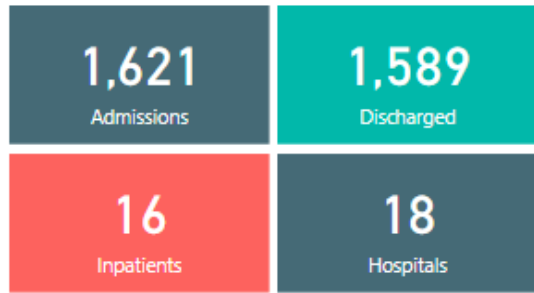 1,621
Admissions
1,589
Discharged
16
Inpatients
18
Hospitals